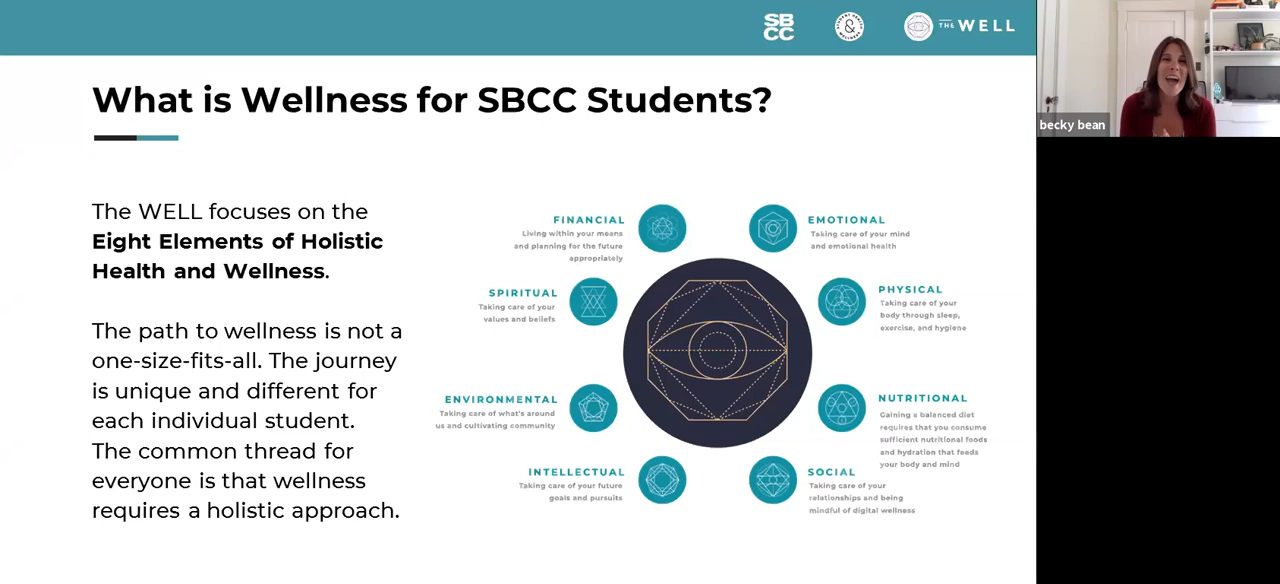 SB
CC
&
THE WELL
What is Wellness for SBCC Students?
The WELL focuses on the
Eight Elements of Holistic
Health and Wellness.
The path to wellness is not a
one-size-fits-all. The journey
is unique and different for
each individual student.
The common thread for
everyone is that wellness
requires a holistic approach.
FINANCIAL
Living within your means
and planning for the future
appropriately
EMOTIONAL
Taking care of your mind
and emotional health
SPIRITUAL
Taking care of your
values and beliefs
PHYSICAL
Taking care of your
body through sleep,
exercise, and hygiene
ENVIRONMENTAL
Taking care of what's around
us and cultivating community
NUTRITIONAL
Gaining a balanced diet
requires that you consume
sufficient nutritional foods
and hydration that feeds
your body and mind
INTELLECTUAL
Taking care of your future
goals and pursuits
SOCIAL
Taking care of your
relationships and being
mindful of digital wellness
becky bean